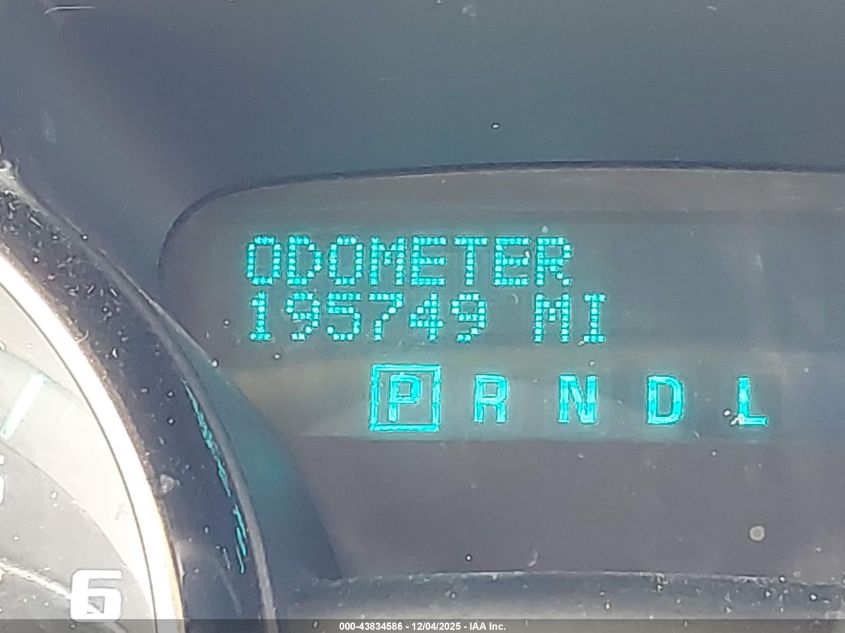 ODOMETER
195749 MI
P R N D L
6
000-43834586 - 12/04/2025 - IAA Inc.